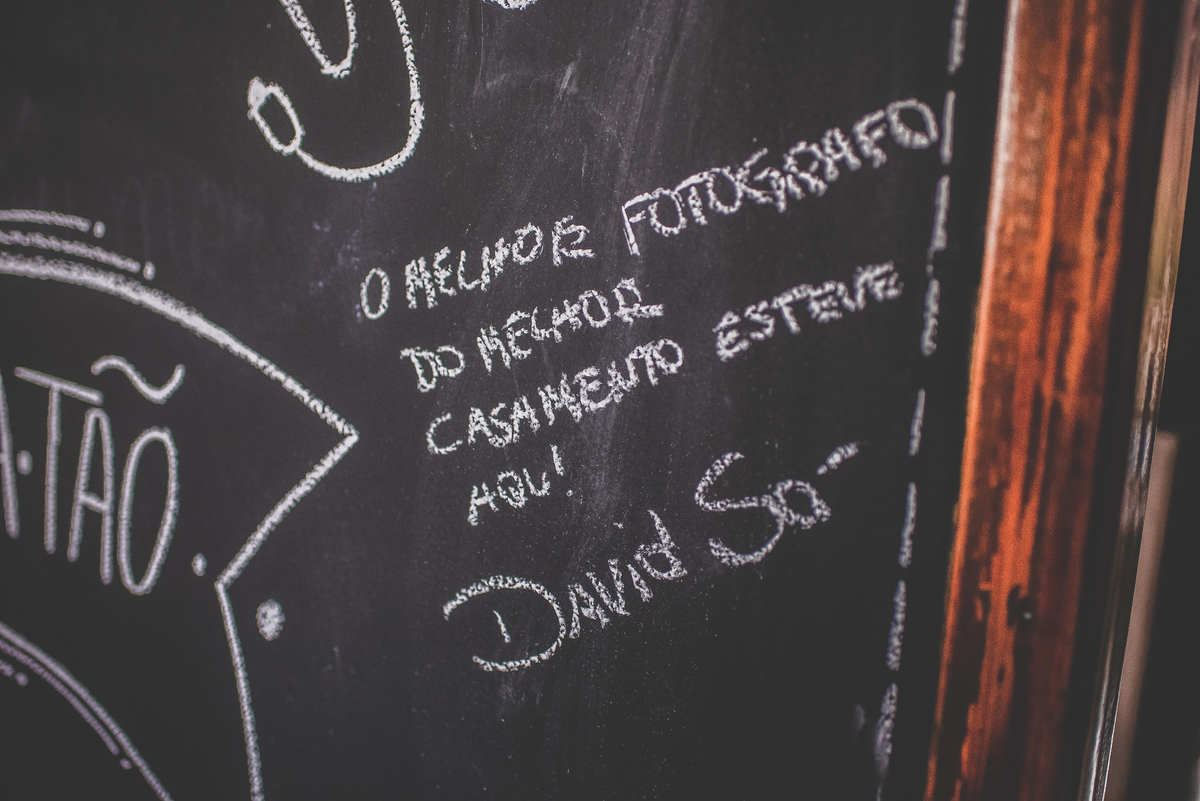 O MELHOR FOTOGRAFO
DO MELHOR
CASAMENTO ESTEVE
AQUI!
DAVID Sá
.TÃO